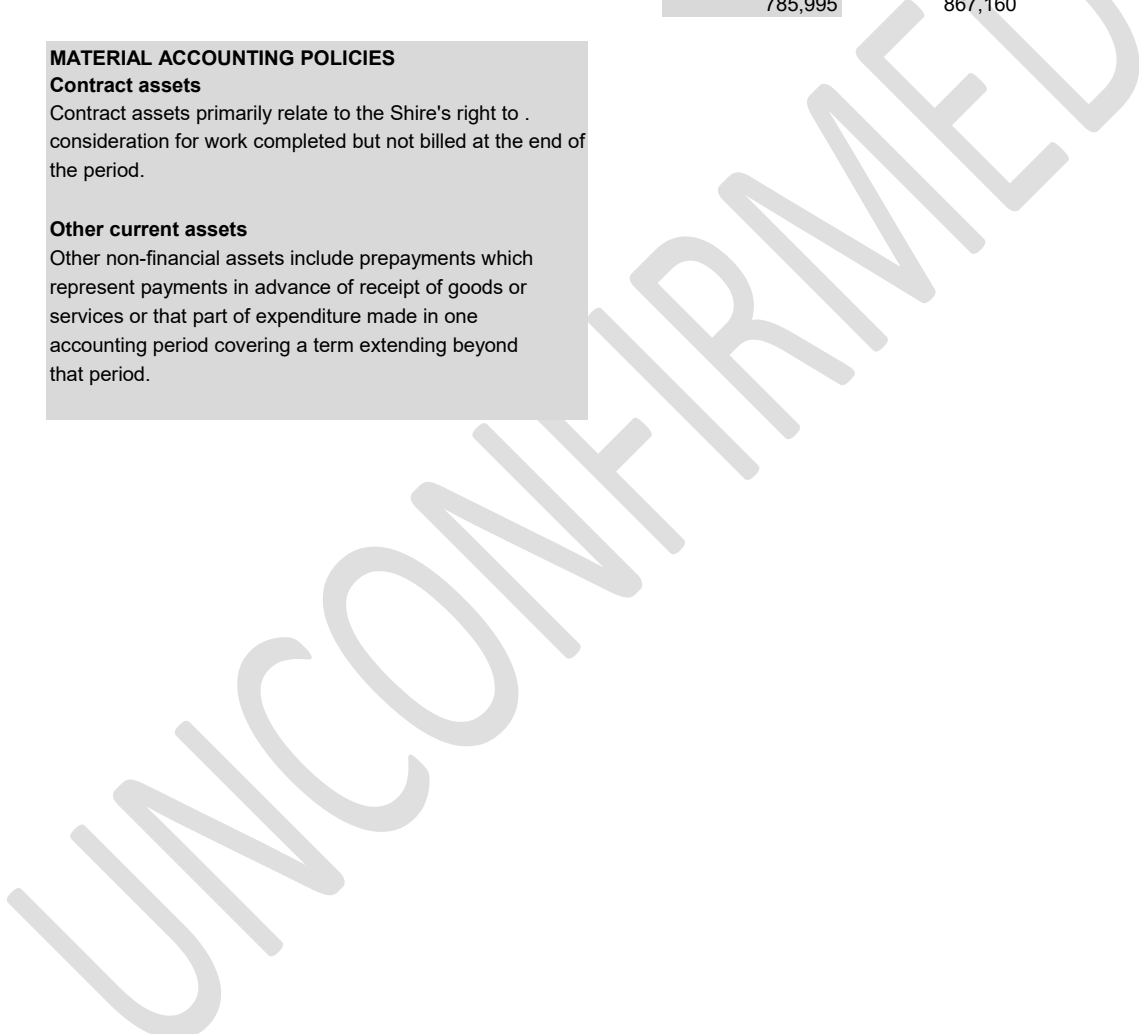 785,995 867,160
MATERIAL ACCOUNTING POLICIES
Contract assets
Contract assets primarily relate to the Shire's right to .
consideration for work completed but not billed at the end of
the period.
Other current assets
Other non-financial assets include prepayments which
represent payments in advance of receipt of goods or
services or that part of expenditure made in one
accounting period covering a term extending beyond
that period.
UNCONFIRMED